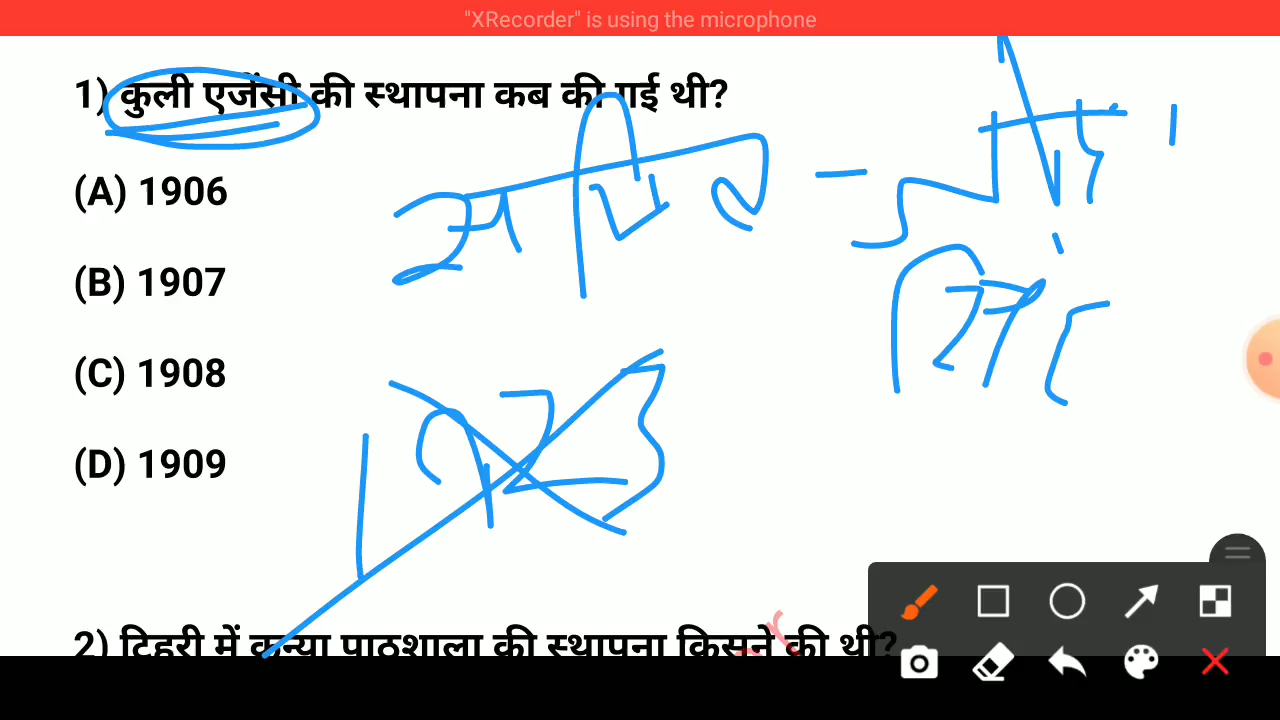 "XRecorder" is using the microphone
1) कुली एजेंसी की स्थापना कब की गई थी?
(A) 1906
(B) 1907
(C) 1908
(D) 1909
1923
2) टिहरी में कन्या पाठशाला की स्थापना किसने की थी?